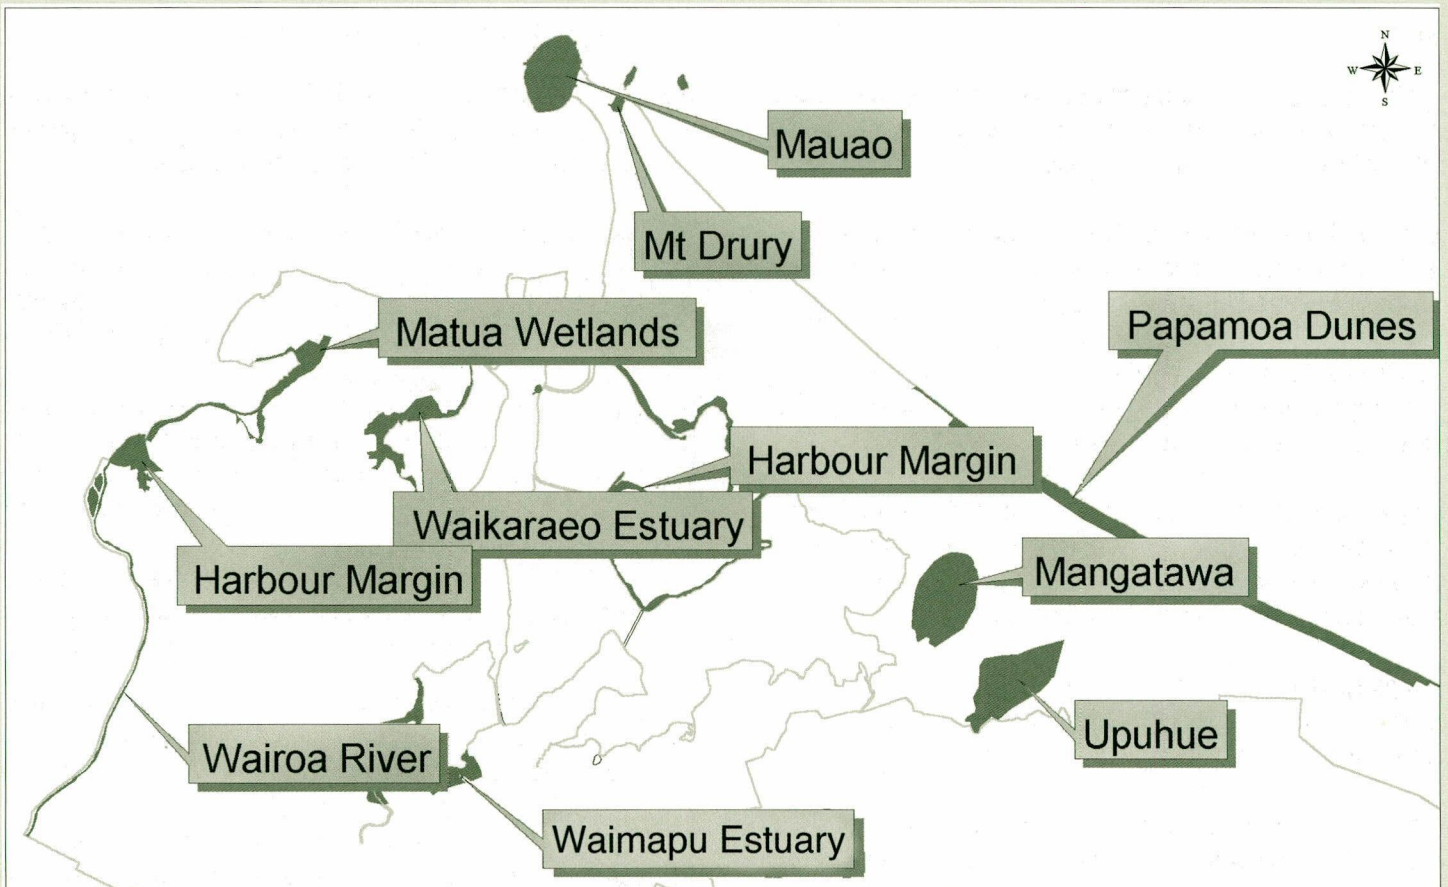 N
W E
S
Mauao
Mt Drury
Matua Wetlands
Papamoa Dunes
Harbour Margin
Waikaraeo Estuary
Harbour Margin
Mangatawa
Upuhue
Wairoa River
Waimapu Estuary